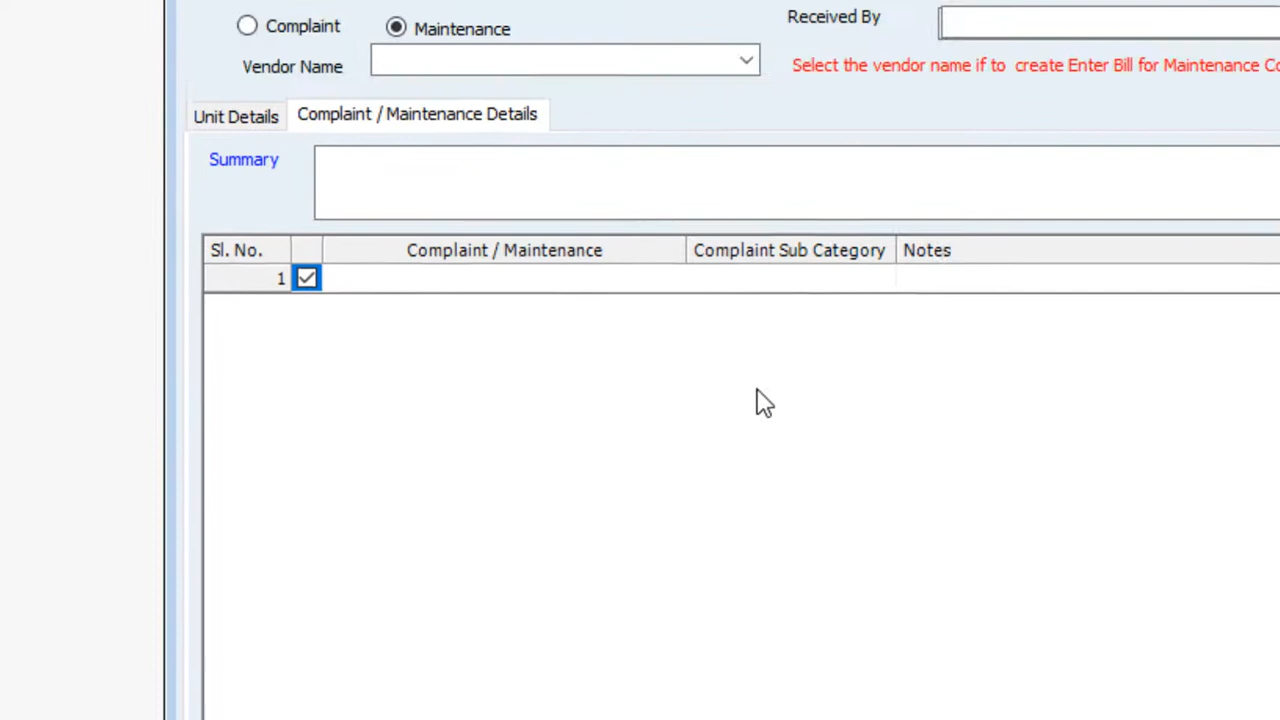 Complaint Maintenance Received By
Vendor Name Select the vendor name if to create Enter Bill for Maintenance
Unit Details Complaint / Maintenance Details
Summary
Sl. No. Complaint / Maintenance Complaint Sub Category Notes
1